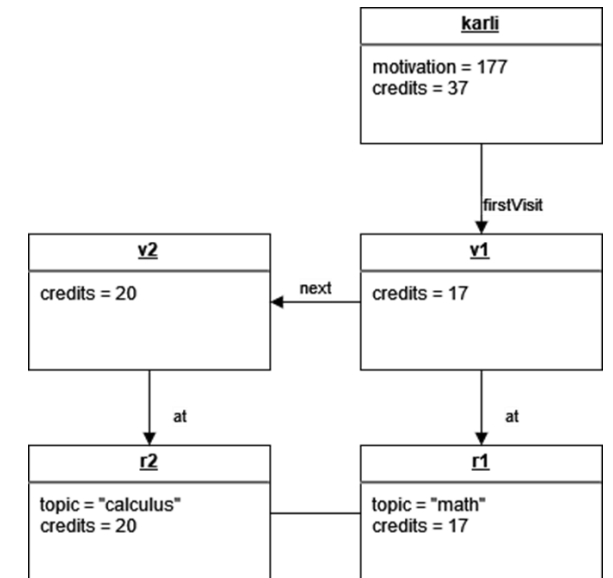 karli
motivation = 177
credits = 37
firstVisit
v2
credits = 20
next
v1
credits = 17
at
at
r2
topic = "calculus"
credits = 20
r1
topic = "math"
credits = 17